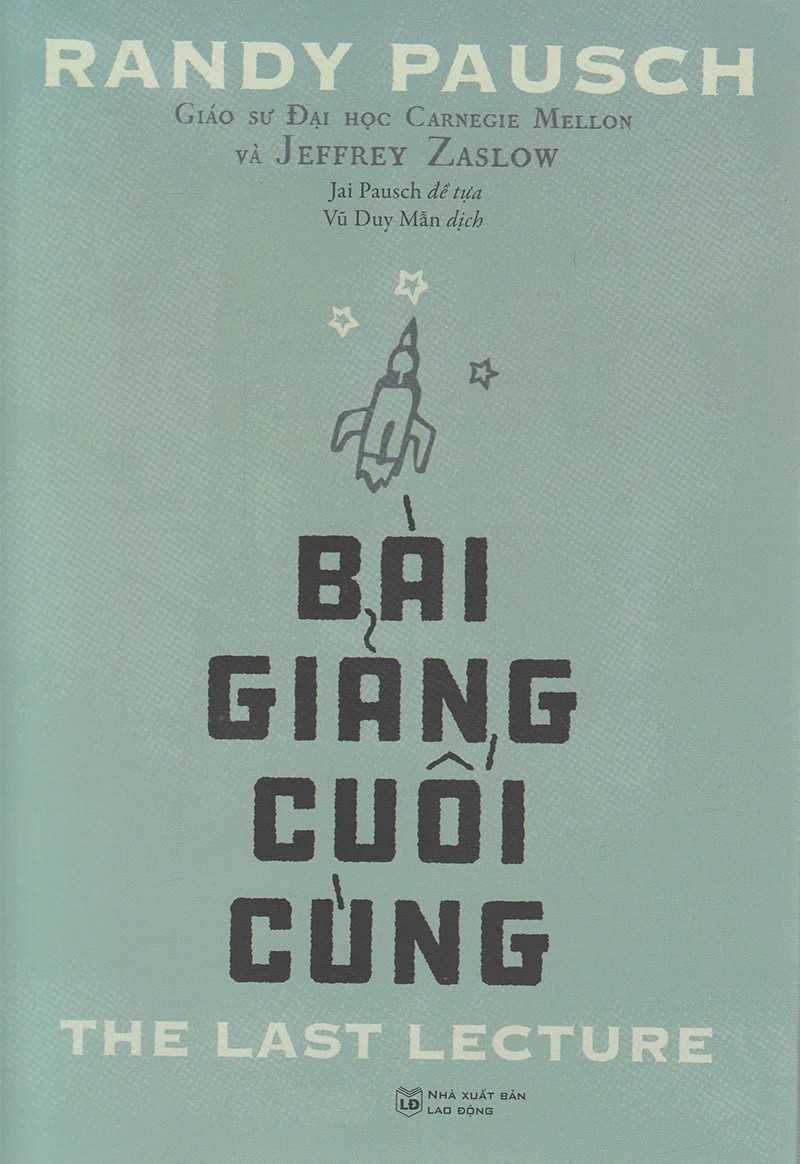 RANDY PAUSCH
GIÁO SƯ ĐẠI HỌC CARNEGIE MELLON
VÀ JEFFREY ZASLOW
Jai Pausch đề tựa
Vũ Duy Mẫn dịch
BÀI
GIẢNG
CUỐI
CÙNG
THE LAST LECTURE
LĐ
NHÀ XUẤT BẢN
LAO ĐỘNG